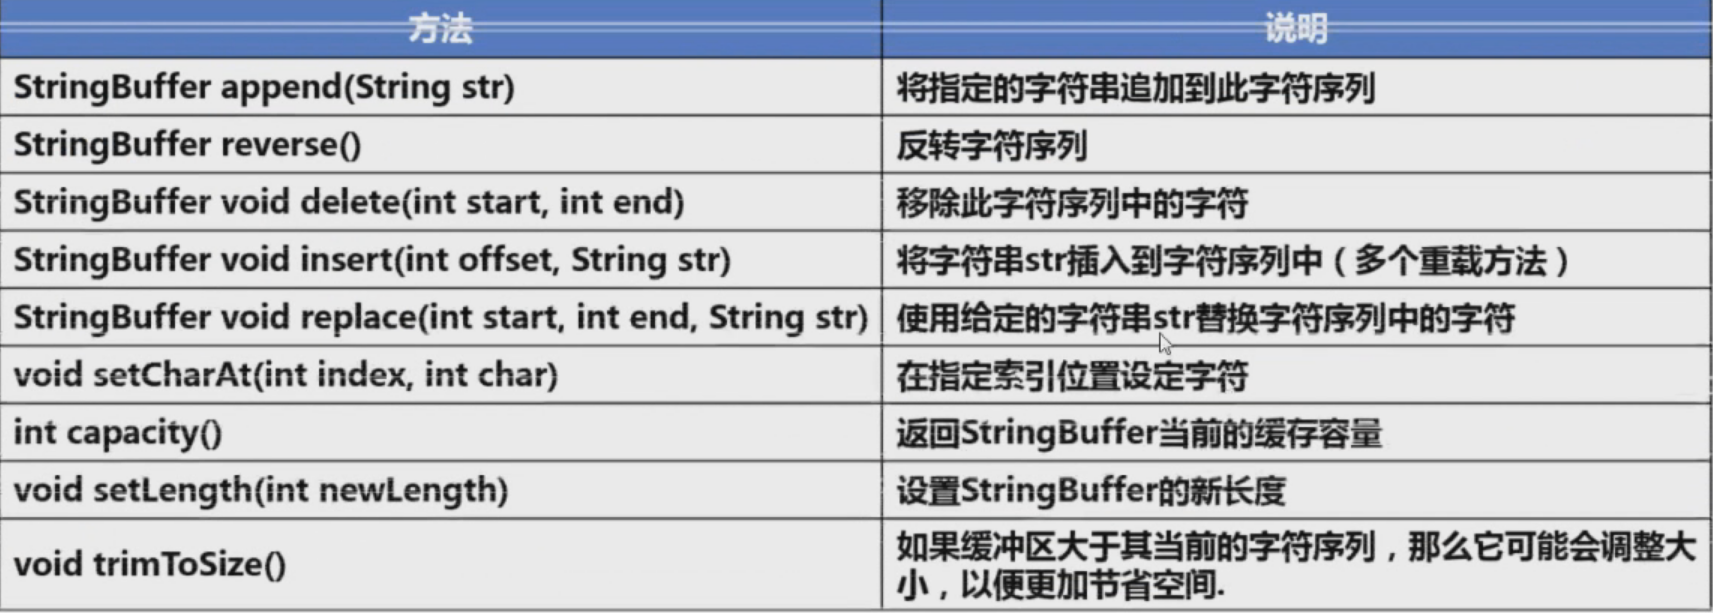 方法 说明
StringBuffer append(String str) 将指定的字符串追加到此字符序列
StringBuffer reverse() 反转字符序列
StringBuffer void delete(int start, int end) 移除此字符序列中的字符
StringBuffer void insert(int offset, String str) 将字符串str插入到字符序列中（多个重载方法）
StringBuffer void replace(int start, int end, String str) 使用给定的字符串str替换字符序列中的字符
void setCharAt(int index, int char) 在指定索引位置设定字符
int capacity() 返回StringBuffer当前的缓存容量
void setLength(int newLength) 设置StringBuffer的新长度
void trimToSize() 如果缓冲区大于其当前的字符序列，那么它可能会调整大
小，以便更加节省空间.